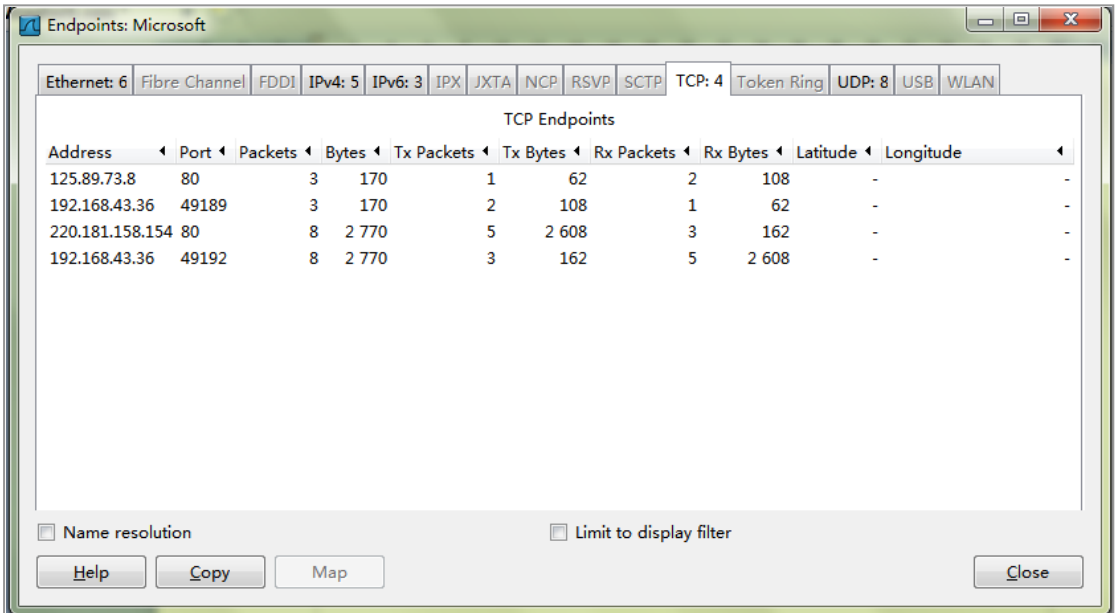 Endpoints: Microsoft
Ethernet: 6 Fibre Channel FDDI IPv4: 5 IPv6: 3 IPX JXTA NCP RSVP SCTP TCP: 4 Token Ring UDP: 8 USB WLAN
TCP Endpoints
Address Port Packets Bytes Tx Packets Tx Bytes Rx Packets Rx Bytes Latitude Longitude
125.89.73.8 80 3 170 1 62 2 108 - -
192.168.43.36 49189 3 170 2 108 1 62 - -
220.181.158.154 80 8 2 770 5 2 608 3 162 - -
192.168.43.36 49192 8 2 770 3 162 5 2 608 - -
Name resolution Limit to display filter
Help Copy Map Close